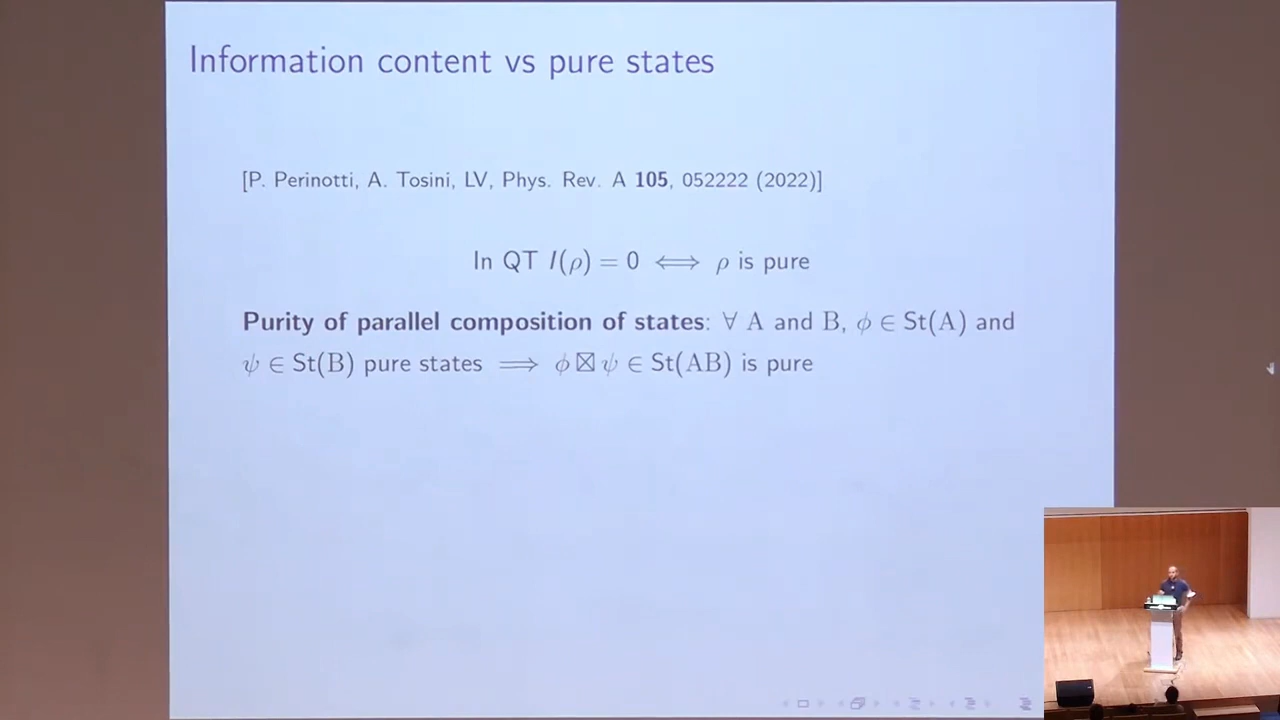 Information content vs pure states
[P. Perinotti, A. Tosini, LV, Phys. Rev. A 105, 052222 (2022)]
In QT I(ρ) = 0 ⟺ ρ is pure
Purity of parallel composition of states: ∀ A and B, ϕ ∈ St(A) and
ψ ∈ St(B) pure states ⟹ ϕ ⊠ ψ ∈ St(AB) is pure